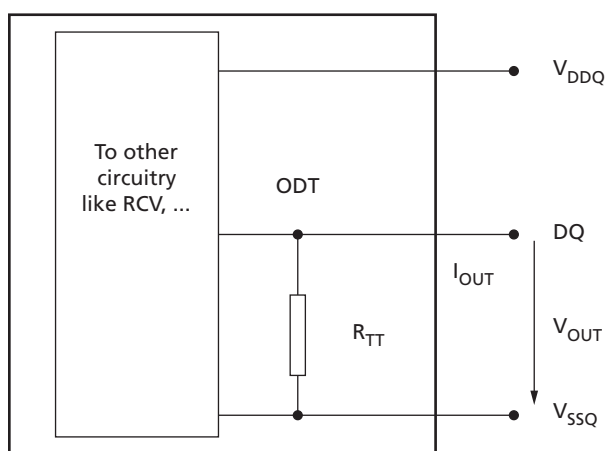 V_DDQ
To other
circuitry
like RCV, ...
ODT
DQ
I_OUT
R_TT
V_OUT
V_SSQ